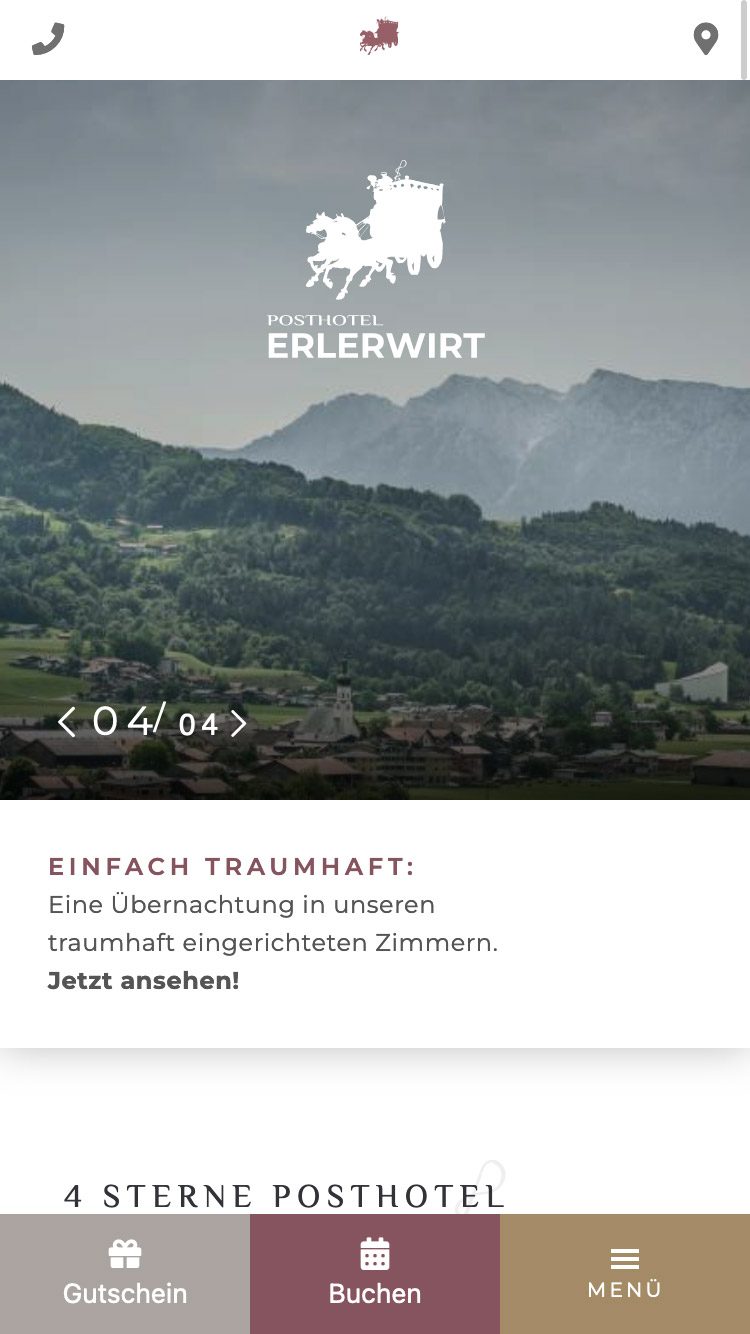 POSTHOTEL
ERLERWIRT
04/ 04
EINFACH TRAUMHAFT:
Eine Übernachtung in unseren
traumhaft eingerichteten Zimmern.
Jetzt ansehen!
4 STERNE POSTHOTEL
Gutschein
Buchen
MENÜ